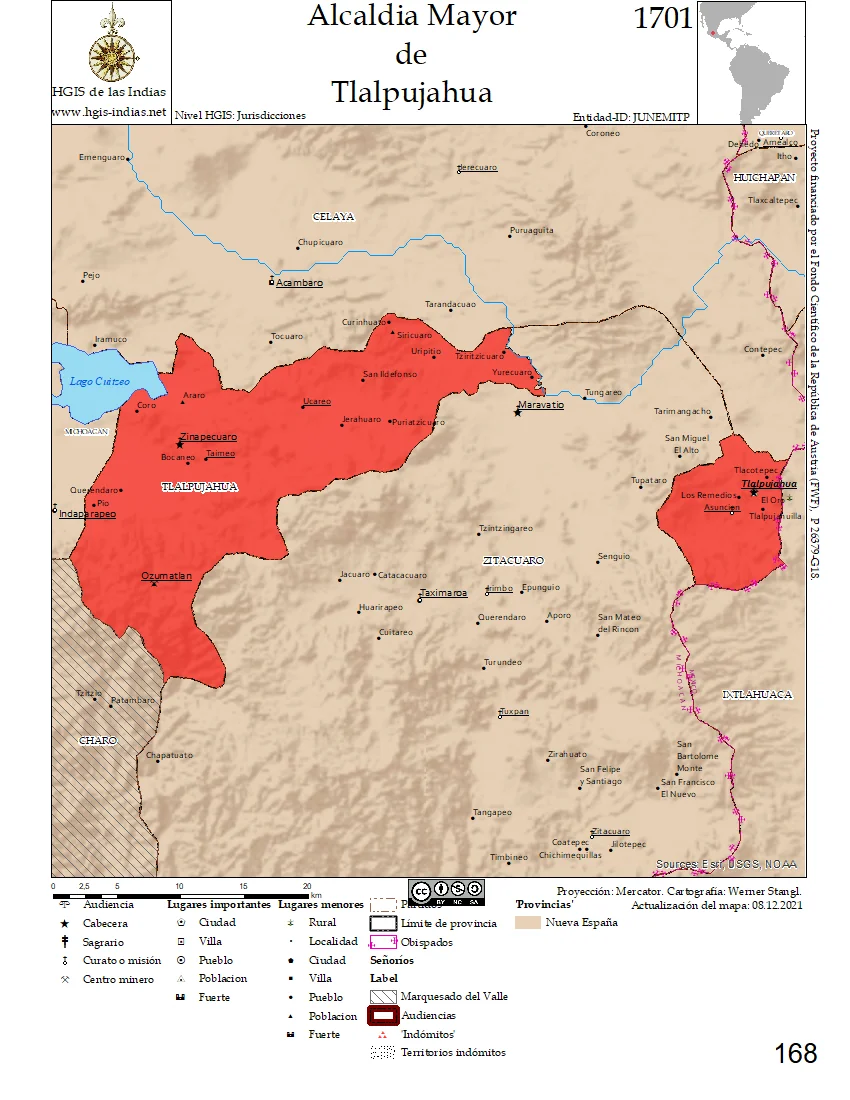 Alcaldia Mayor
de
Tlalpujahua
1701
HGIS de las Indias
www.hgis-indias.net
Nivel HGIS: Jurisdicciones
Entidad-ID: JUNEMITP
Proyecto financiado por el Fondo Científico de la República de Austria (FWF), P 26379-G18.
Coroneo
QUERETARO
Amealco
Itho
Emenguaro
Jerecuaro
HUICHAPAN
Tlaxcaltepec
CELAYA
Puruaguita
Chupicuaro
Pejo
Acambaro
Tarandacuao
Curinhuato
Siricuaro
Iramuco
Tocuaro
Uripitio
Tziritzicuaro
Contepec
San Ildefonso
Yurecuaro
Lago Cuitzeo
Araro
Ucareo
Coro
Maravatio
Tungareo
Tarimangacho
Jerahuaro
Puriatzicuaro
MICHOACAN
Zinapecuaro
San Miguel
El Alto
Bocaneo
Taimeo
Tlacotepec
TLALPUJAHUA
Tlalpujahua
Tupataro
Querendaro
Los Remedios
El Oro
Pio
Asuncion
Indaparapeo
Tlalpujahuilla
Tzintzingareo
ZITACUARO
Senguio
Ozumatlan
Jacuaro
Catacacuaro
Taximaroa
Irimbo
Epunguio
Huarirapeo
Querendaro
Aporo
San Mateo
del Rincon
Cuitareo
Turundeo
MICHOACAN
Tzitzio
Patambaro
IXTLAHUACA
Tuxpan
CHARO
Chapatuato
Zirahuato
San
Bartolome
Monte
San Felipe
y Santiago
San Francisco
El Nuevo
Tangapeo
Zitacuaro
Coatepec
Jilotepec
Timbineo
Chichimequillas
Sources: Esri, USGS, NOAA
0 2,5 5 10 15 20
km
BY NC SA
Proyección: Mercator. Cartografía: Werner Stangl.
Actualización del mapa: 08.12.2021
Audiencia
Cabecera
Sagrario
Curato o misión
Centro minero
Lugares importantes
Ciudad
Villa
Pueblo
Poblacion
Fuerte
Lugares menores
Rural
Localidad
Ciudad
Villa
Pueblo
Poblacion
Fuerte
Límite de provincia
Obispados
Señoríos
Label
Marquesado del Valle
Audiencias
'Indómitos'
Territorios indómitos
'Provincias'
Nueva España
168